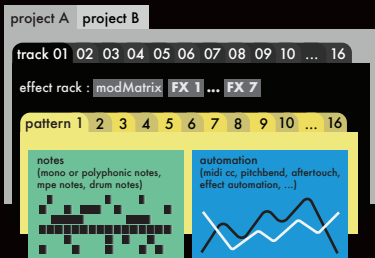 project A project B
track 01 02 03 04 05 06 07 08 09 10 ... 16
effect rack : modMatrix FX 1 ... FX 7
pattern 1 2 3 4 5 6 7 8 9 10 ... 16
notes
(mono or polyphonic notes,
mpe notes, drum notes)
automation
(midi cc, pitchbend, aftertouch,
effect automation, ...)